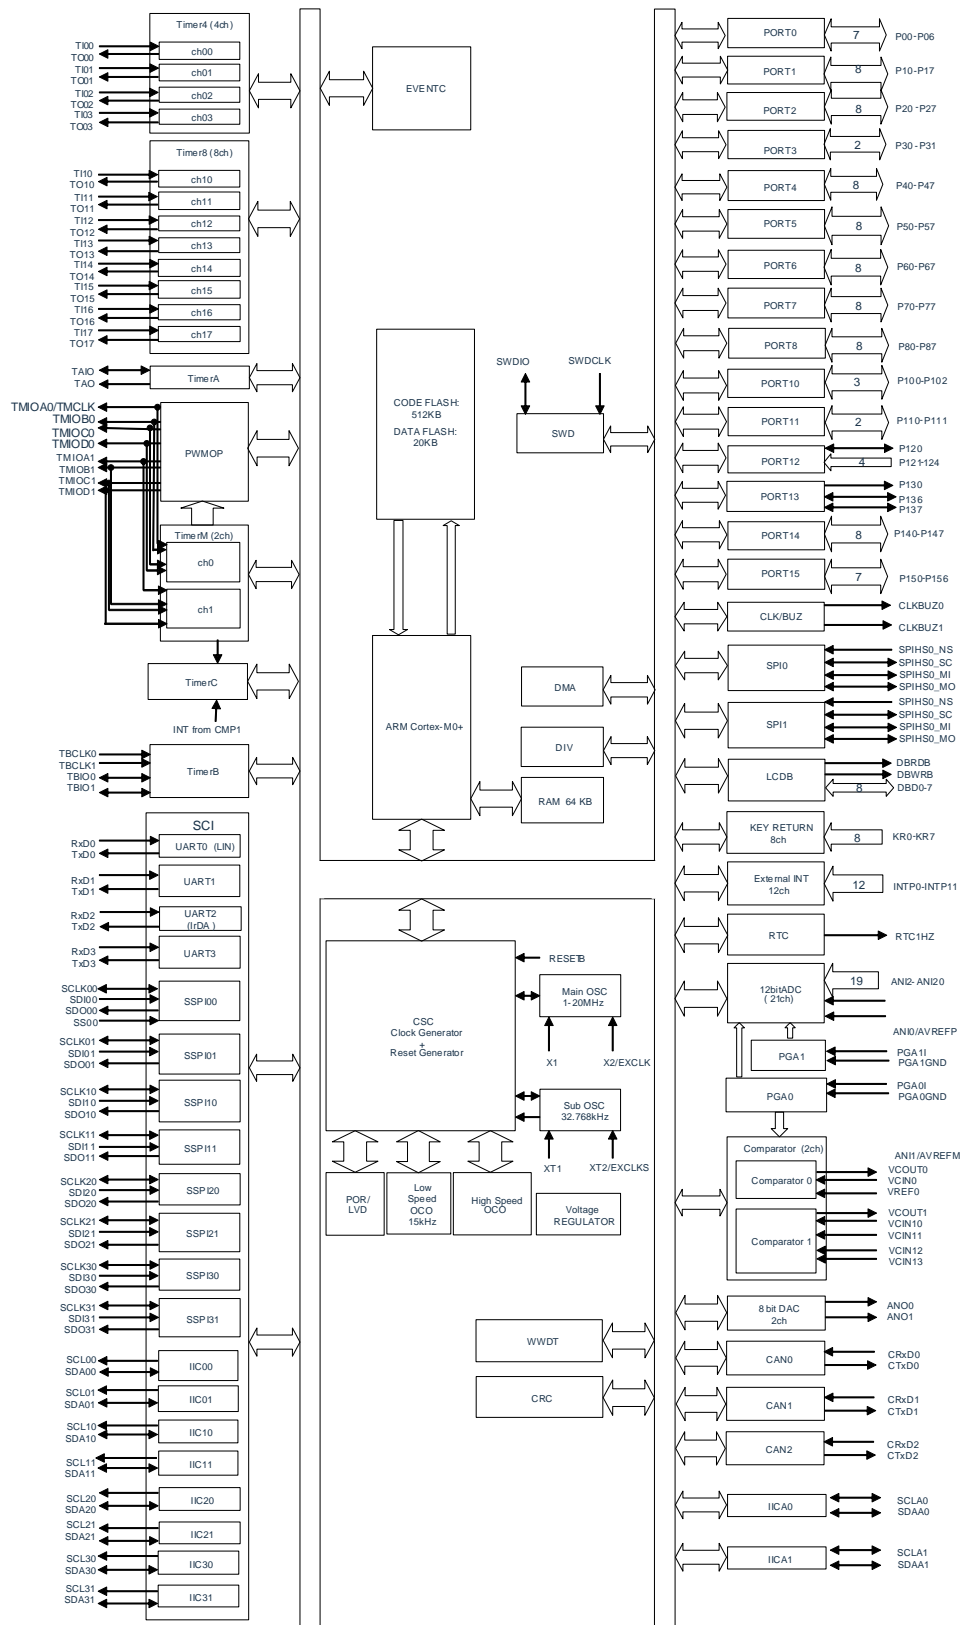 Timer4 (4ch)
TI00
TO00
ch00
TI01
TO01
ch01
TI02
TO02
ch02
TI03
TO03
ch03
Timer8 (8ch)
TI10
TO10
ch10
TI11
TO11
ch11
TI12
TO12
ch12
TI13
TO13
ch13
TI14
TO14
ch14
TI15
TO15
ch15
TI16
TO16
ch16
TI17
TO17
ch17
TAIO
TAO
TimerA
TMIOA0/TMCLK
TMIOB0
TMIOC0
TMIOD0
TMIOA1
TMIOB1
TMIOC1
TMIOD1
PWMOP
TimerM (2ch)
ch0
ch1
TimerC
INT from CMP1
TBCLK0
TBCLK1
TBIO0
TBIO1
TimerB
SCI
RxD0
TxD0
UART0 (LIN)
RxD1
TxD1
UART1
RxD2
TxD2
UART2
(IrDA)
RxD3
TxD3
UART3
SCLK00
SDI00
SDO00
SS00
SSPI00
SCLK01
SDI01
SDO01
SSPI01
SCLK10
SDI10
SDO10
SSPI10
SCLK11
SDI11
SDO11
SSPI11
SCLK20
SDI20
SDO20
SSPI20
SCLK21
SDI21
SDO21
SSPI21
SCLK30
SDI30
SDO30
SSPI30
SCLK31
SDI31
SDO31
SSPI31
SCL00
SDA00
IIC00
SCL01
SDA01
IIC01
SCL10
SDA10
IIC10
SCL11
SDA11
IIC11
SCL20
SDA20
IIC20
SCL21
SDA21
IIC21
SCL30
SDA30
IIC30
SCL31
SDA31
IIC31
EVENTC
CODE FLASH:
512KB
DATA FLASH:
20KB
SWDIO
SWDCLK
SWD
ARM Cortex-M0+
DMA
DIV
RAM 64 KB
CSC
Clock Generator
+
Reset Generator
RESETB
Main OSC
1-20MHz
X1
X2/EXCLK
Sub OSC
32.768kHz
XT1
XT2/EXCLKS
POR/
LVD
Low
Speed
OCO
15kHz
High Speed
OCO
Voltage
REGULATOR
WWDT
CRC
PORT0
7
P00-P06
PORT1
8
P10-P17
PORT2
8
P20-P27
PORT3
2
P30-P31
PORT4
8
P40-P47
PORT5
8
P50-P57
PORT6
8
P60-P67
PORT7
8
P70-P77
PORT8
8
P80-P87
PORT10
3
P100-P102
PORT11
2
P110-P111
PORT12
P120
4
P121-124
PORT13
P130
P136
P137
PORT14
8
P140-P147
PORT15
7
P150-P156
CLK/BUZ
CLKBUZ0
CLKBUZ1
SPI0
SPIHS0_NS
SPIHS0_SC
SPIHS0_MI
SPIHS0_MO
SPI1
SPIHS0_NS
SPIHS0_SC
SPIHS0_MI
SPIHS0_MO
LCDB
DBRDB
DBWRB
8
DBD0-7
KEY RETURN
8ch
8
KR0-KR7
External INT
12ch
12
INTP0-INTP11
RTC
RTC1HZ
12bitADC
(21ch)
19
ANI2-ANI20
ANI0/AVREFP
PGA1
PGA1I
PGA1GND
PGA0
PGA0I
PGA0GND
Comparator (2ch)
ANI1/AVREFM
Comparator 0
VCOUT0
VCIN0
VREF0
Comparator 1
VCOUT1
VCIN10
VCIN11
VCIN12
VCIN13
8 bit DAC
2ch
ANO0
ANO1
CAN0
CRxD0
CTxD0
CAN1
CRxD1
CTxD1
CAN2
CRxD2
CTxD2
IICA0
SCLA0
SDAA0
IICA1
SCLA1
SDAA1